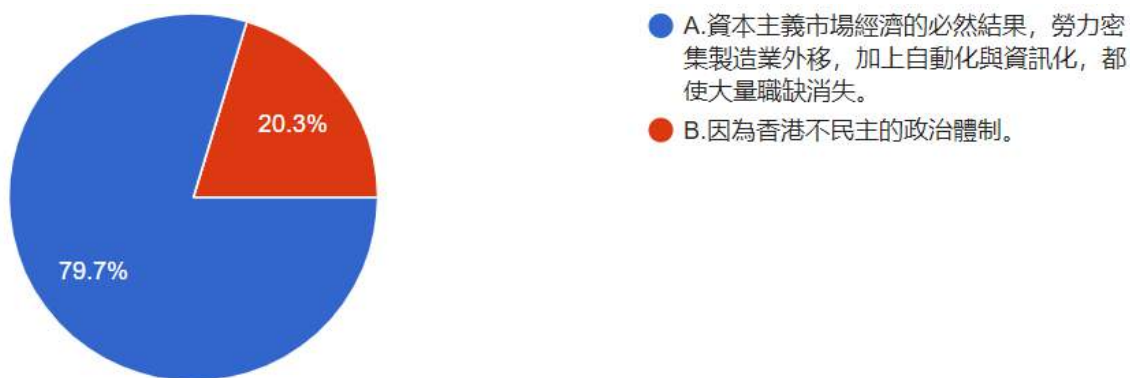 A.資本主義市場經濟的必然結果，勞力密
集製造業外移，加上自動化與資訊化，都
使大量職缺消失。
B.因為香港不民主的政治體制。
20.3%
79.7%